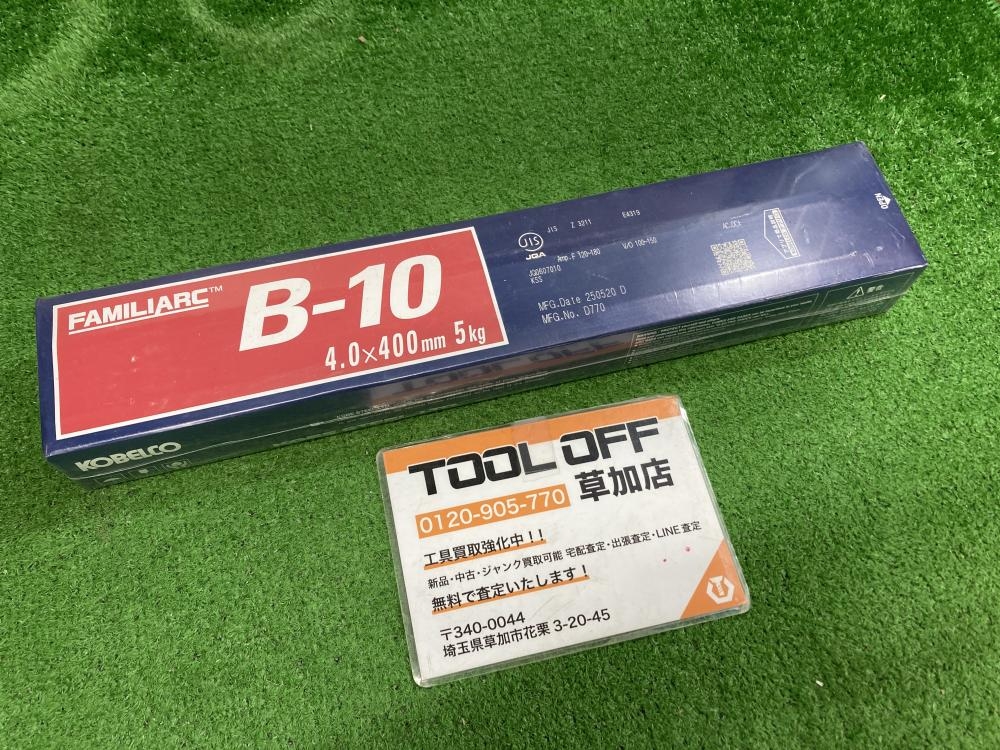 FAMILIARC™
B-10
4.0×400mm 5kg
KOBELCO
JIS
JQA
JIS Z 3211 E4319
Amp.F 120-180 V/O 100-150
AC.DC±
JQ0607010
KSS
MFG.Date 250520 D
MFG.No. D770
OPEN
TOOL OFF
草加店
0120-905-770
工具買取強化中!!
新品・中古・ジャンク買取可能 宅配査定・出張査定・LINE査定
無料で査定いたします!
〒340-0044
埼玉県草加市花栗 3-20-45